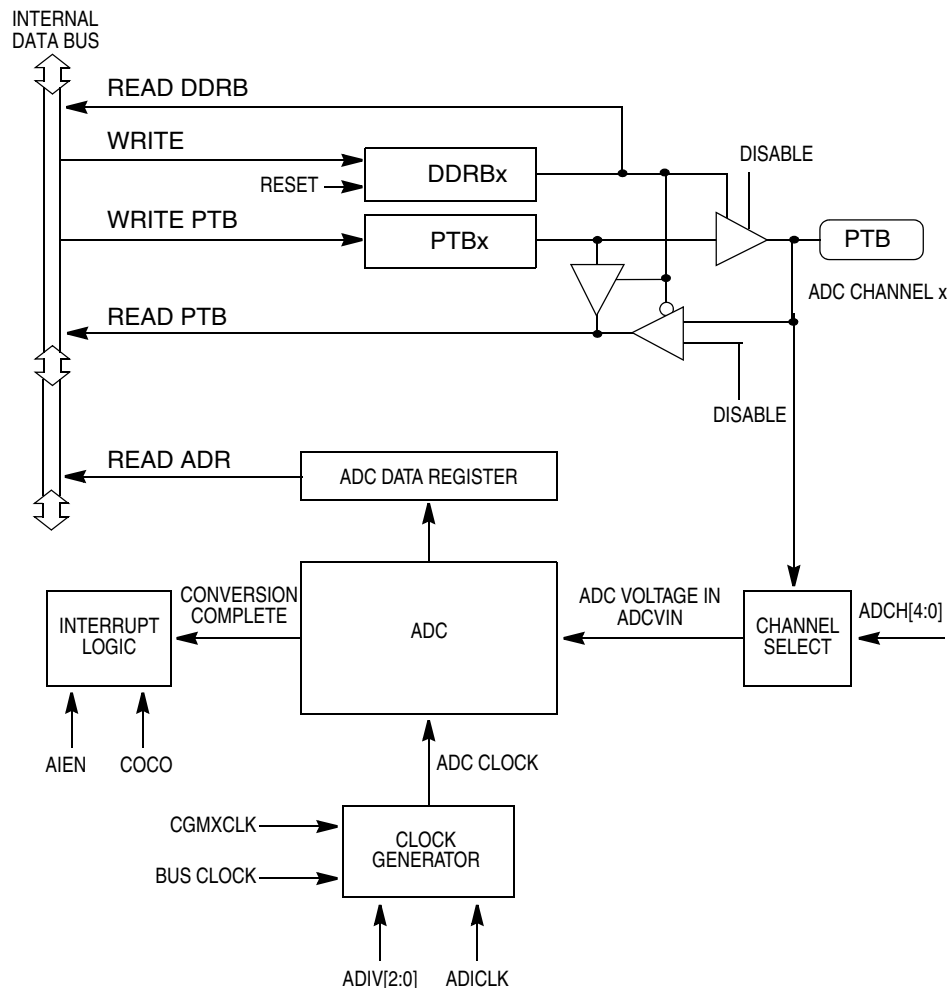 INTERNAL
DATA BUS
READ DDRB
WRITE
DISABLE
DDRBx
RESET
WRITE PTB
PTBx
PTB
ADC CHANNEL x
READ PTB
DISABLE
READ ADR
ADC DATA REGISTER
CONVERSION
COMPLETE
ADC VOLTAGE IN
ADCVIN
INTERRUPT
LOGIC
ADC
CHANNEL
SELECT
ADCH[4:0]
AIEN
COCO
ADC CLOCK
CGMXCLK
CLOCK
GENERATOR
BUS CLOCK
ADIV[2:0]
ADICLK